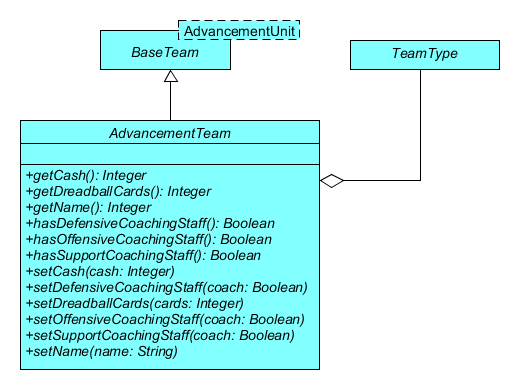 AdvancementUnit
BaseTeam
TeamType
AdvancementTeam
+getCash(): Integer
+getDreadballCards(): Integer
+getName(): Integer
+hasDefensiveCoachingStaff(): Boolean
+hasOffensiveCoachingStaff(): Boolean
+hasSupportCoachingStaff(): Boolean
+setCash(cash: Integer)
+setDefensiveCoachingStaff(coach: Boolean)
+setDreadballCards(cards: Integer)
+setOffensiveCoachingStaff(coach: Boolean)
+setSupportCoachingStaff(coach: Boolean)
+setName(name: String)